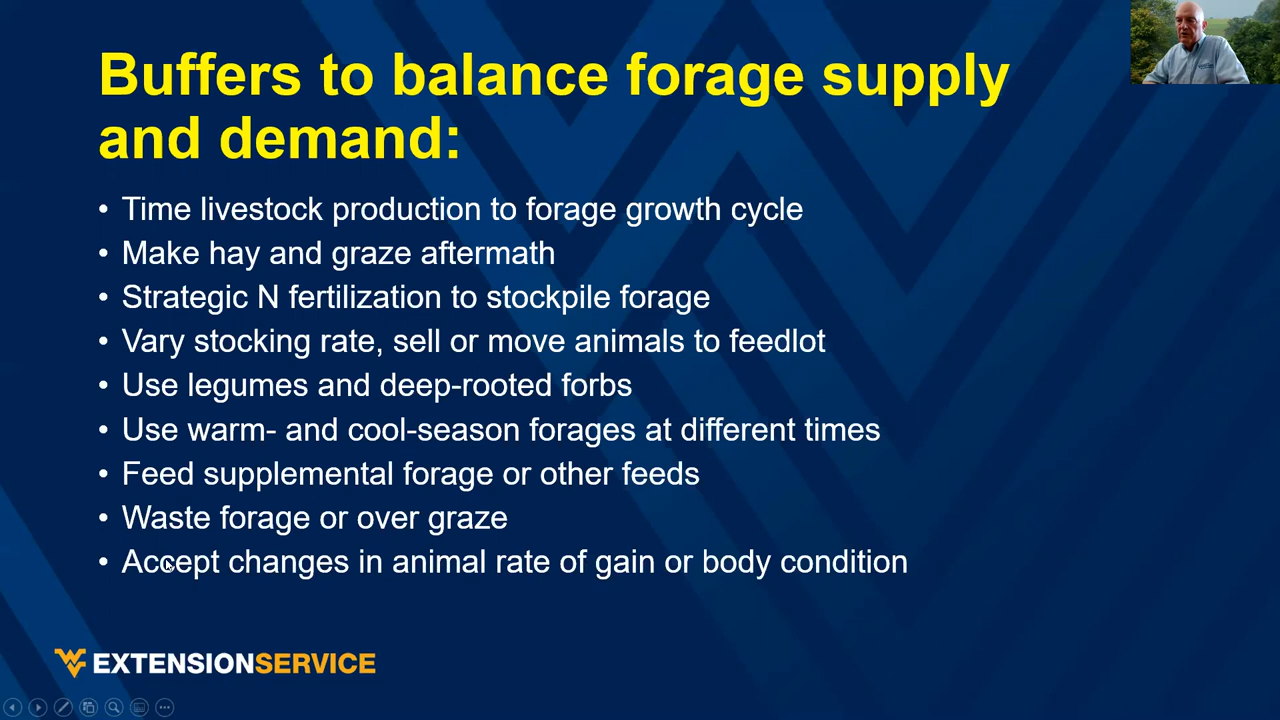 Buffers to balance forage supply
and demand:
• Time livestock production to forage growth cycle
• Make hay and graze aftermath
• Strategic N fertilization to stockpile forage
• Vary stocking rate, sell or move animals to feedlot
• Use legumes and deep-rooted forbs
• Use warm- and cool-season forages at different times
• Feed supplemental forage or other feeds
• Waste forage or over graze
• Accept changes in animal rate of gain or body condition
EXTENSIONSERVICE